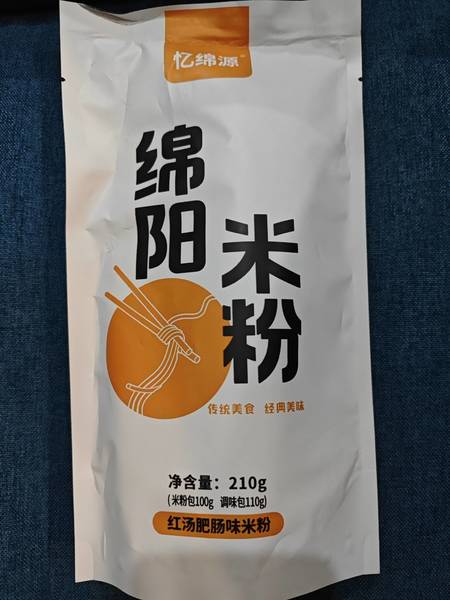 忆绵源
绵阳
米粉
传统美食 经典美味
净含量：210g
(米粉包100g 调味包110g)
红汤肥肠味米粉